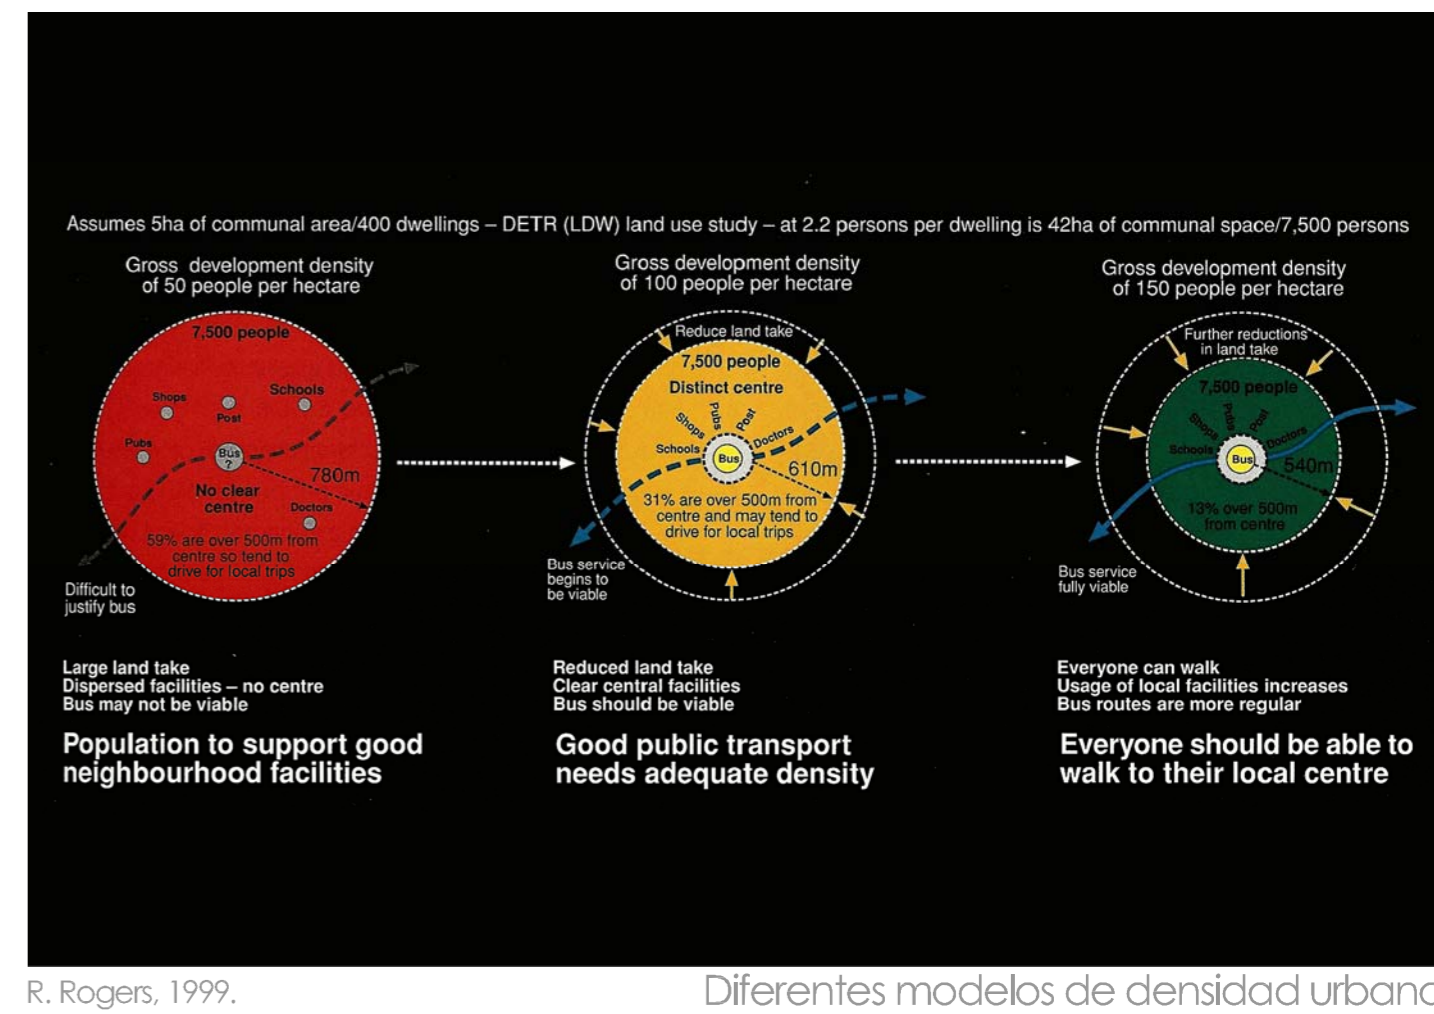 Assumes 5ha of communal area/400 dwellings – DETR (LDW) land use study – at 2.2 persons per dwelling is 42ha of communal space/7,500 persons
Gross development density
of 50 people per hectare
7,500 people
Shops
Post
Schools
Pubs
Bus
?
780m
No clear
centre
Doctors
59% are over 500m from
centre so tend to
drive for local trips
Difficult to
justify bus
Large land take
Dispersed facilities – no centre
Bus may not be viable
Population to support good
neighbourhood facilities
Gross development density
of 100 people per hectare
Reduce land take
7,500 people
Distinct centre
Schools
Shops
Pubs
Post
Doctors
Bus
610m
31% are over 500m from
centre and may tend to
drive for local trips
Bus service
begins to
be viable
Reduced land take
Clear central facilities
Bus should be viable
Good public transport
needs adequate density
Gross development density
of 150 people per hectare
Further reductions
in land take
7,500 people
Schools
Shops
Pubs
Post
Doctors
Bus
540m
13% over 500m
from centre
Bus service
fully viable
Everyone can walk
Usage of local facilities increases
Bus routes are more regular
Everyone should be able to
walk to their local centre
R. Rogers, 1999.
Diferentes modelos de densidad urbana